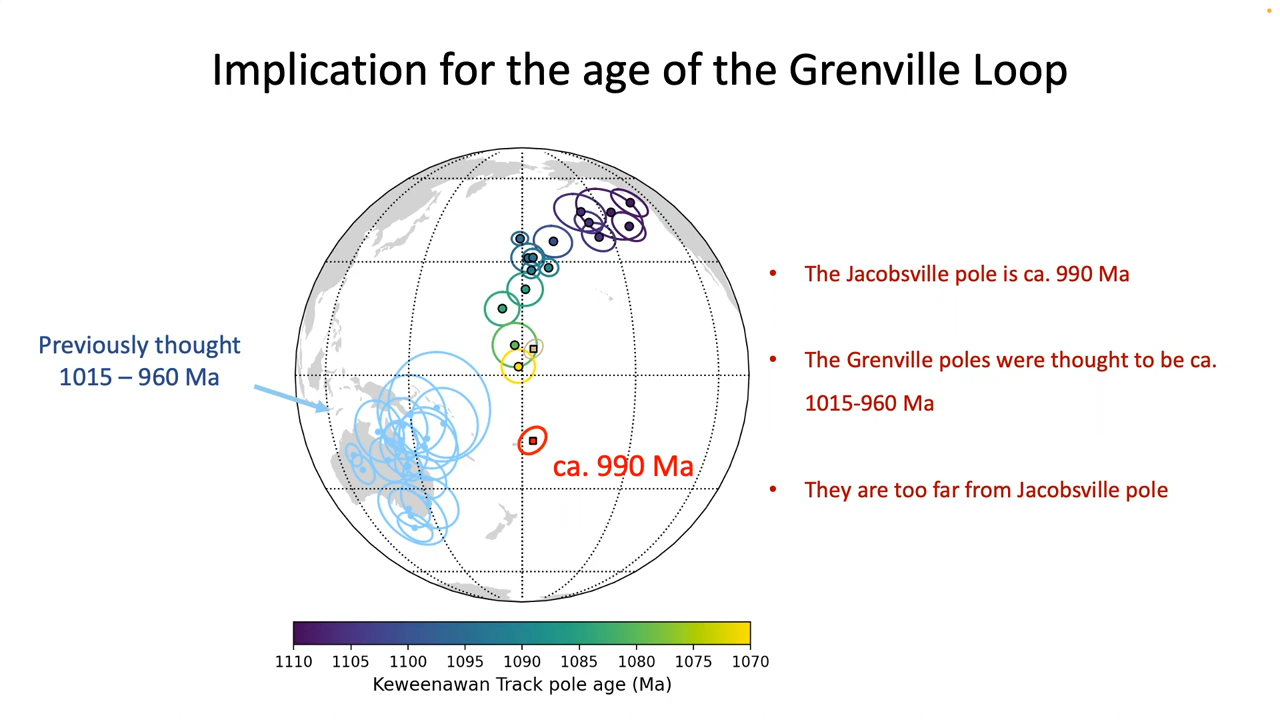 Implication for the age of the Grenville Loop
Previously thought
1015 – 960 Ma
ca. 990 Ma
• The Jacobsville pole is ca. 990 Ma
• The Grenville poles were thought to be ca.
1015-960 Ma
• They are too far from Jacobsville pole
1110 1105 1100 1095 1090 1085 1080 1075 1070
Keweenawan Track pole age (Ma)